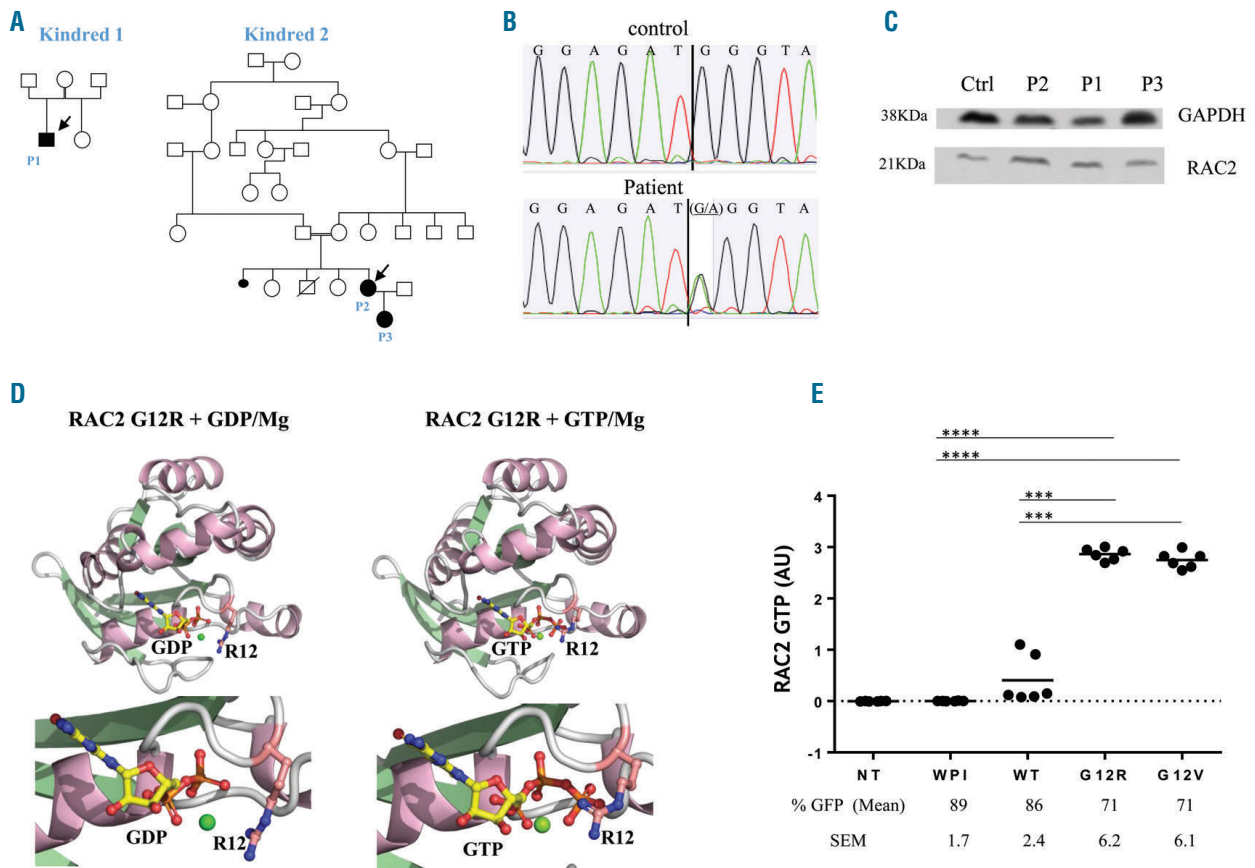 A
Kindred 1
Kindred 2
P1
P2
P3
B
control
G G A G A T G G G T A
Patient
G G A G A T (G/A) G G T A
C
Ctrl P2 P1 P3
38KDa GAPDH
21KDa RAC2
D
RAC2 G12R + GDP/Mg
RAC2 G12R + GTP/Mg
GDP R12
GTP R12
GDP R12
GTP R12
E
****
****
***
***
RAC2 GTP (AU)
4
3
2
1
0
-1
NT WPI WT G12R G12V
% GFP (Mean) 89 86 71 71
SEM 1.7 2.4 6.2 6.1